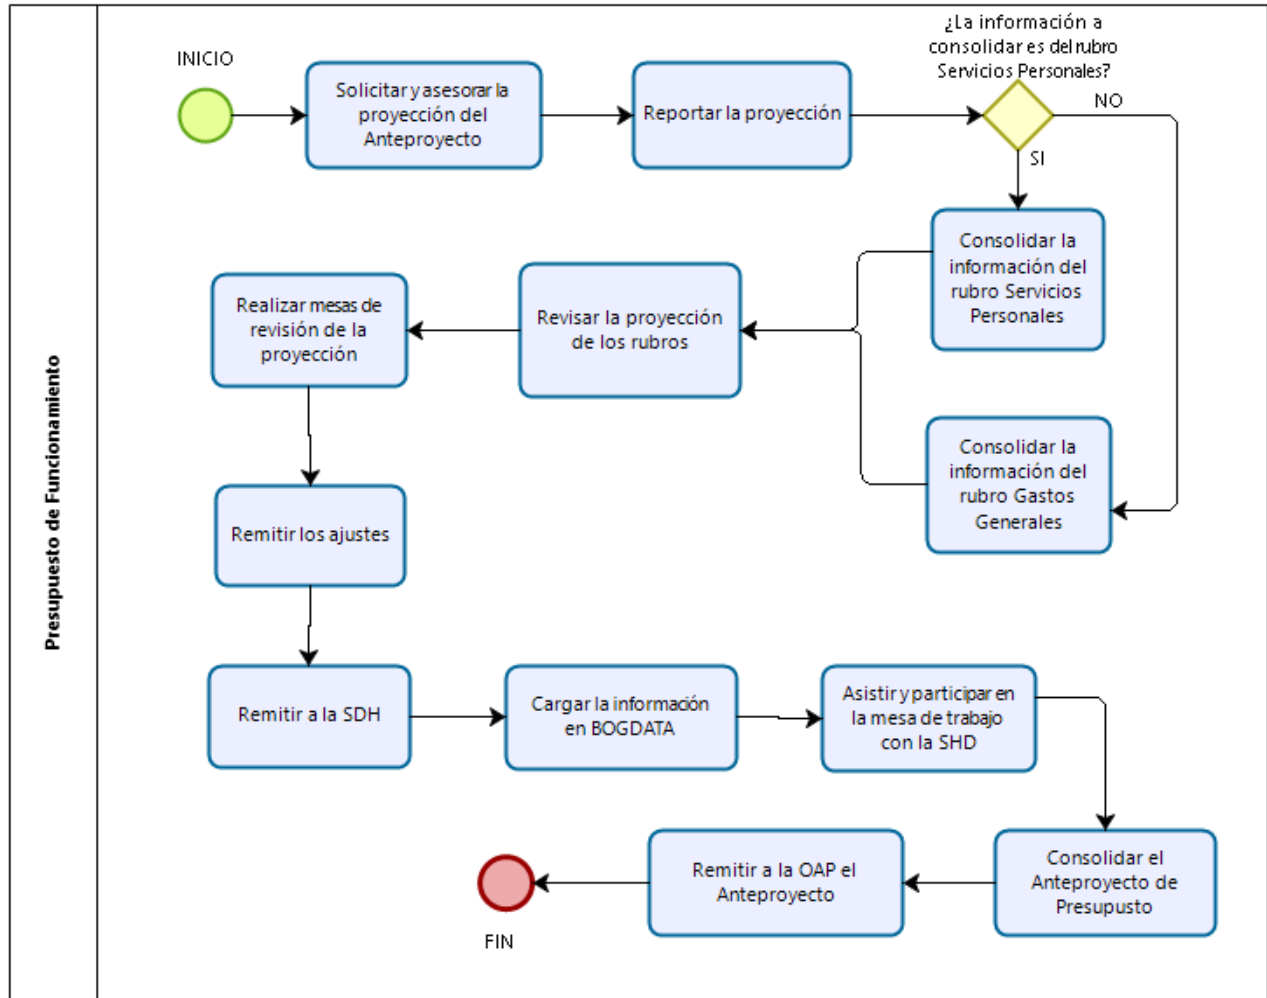 Presupuesto de Funcionamiento
INICIO
Solicitar y asesorar la
proyección del
Anteproyecto
Reportar la proyección
¿La información a
consolidar es del rubro
Servicios Personales?
NO
SI
Consolidar la
información del
rubro Servicios
Personales
Consolidar la
información del
rubro Gastos
Generales
Revisar la proyección
de los rubros
Realizar mesas de
revisión de la
proyección
Remitir los ajustes
Remitir a la SDH
Cargar la información
en BOGDATA
Asistir y participar en
la mesa de trabajo
con la SHD
Consolidar el
Anteproyecto de
Presupusto
Remitir a la OAP el
Anteproyecto
FIN